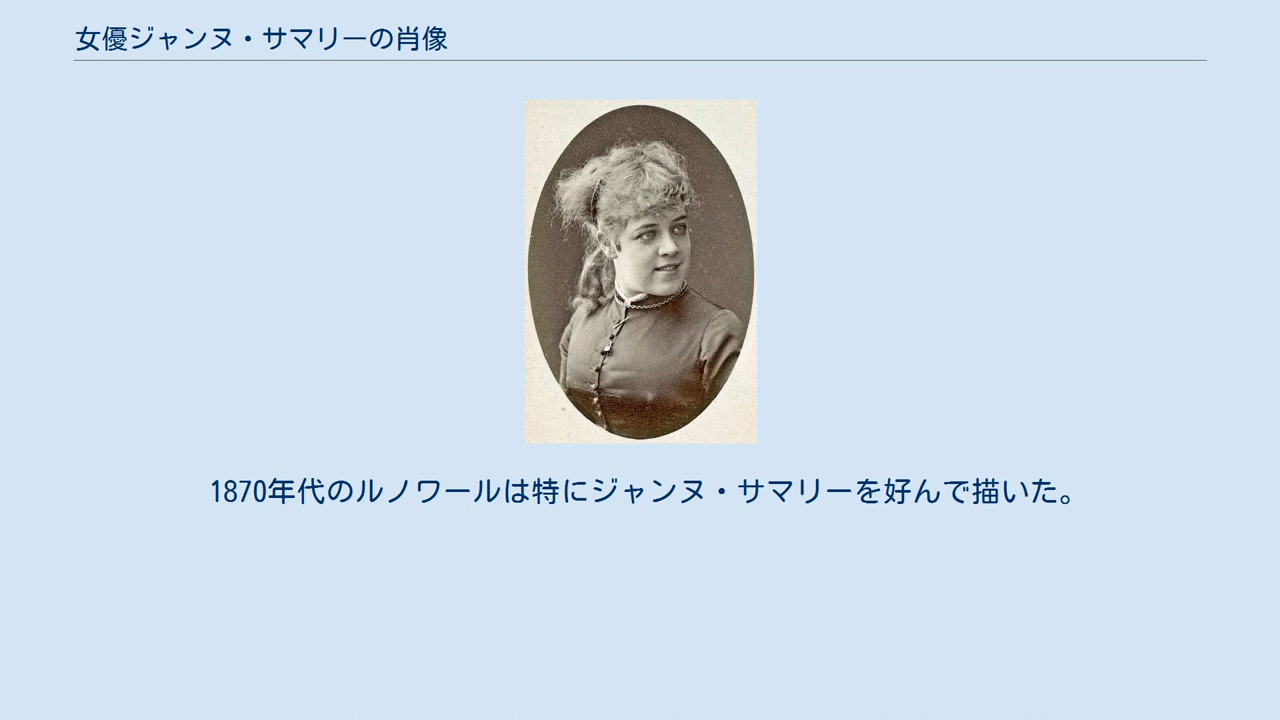 女優ジャンヌ・サマリーの肖像
1870年代のルノワールは特にジャンヌ・サマリーを好んで描いた。